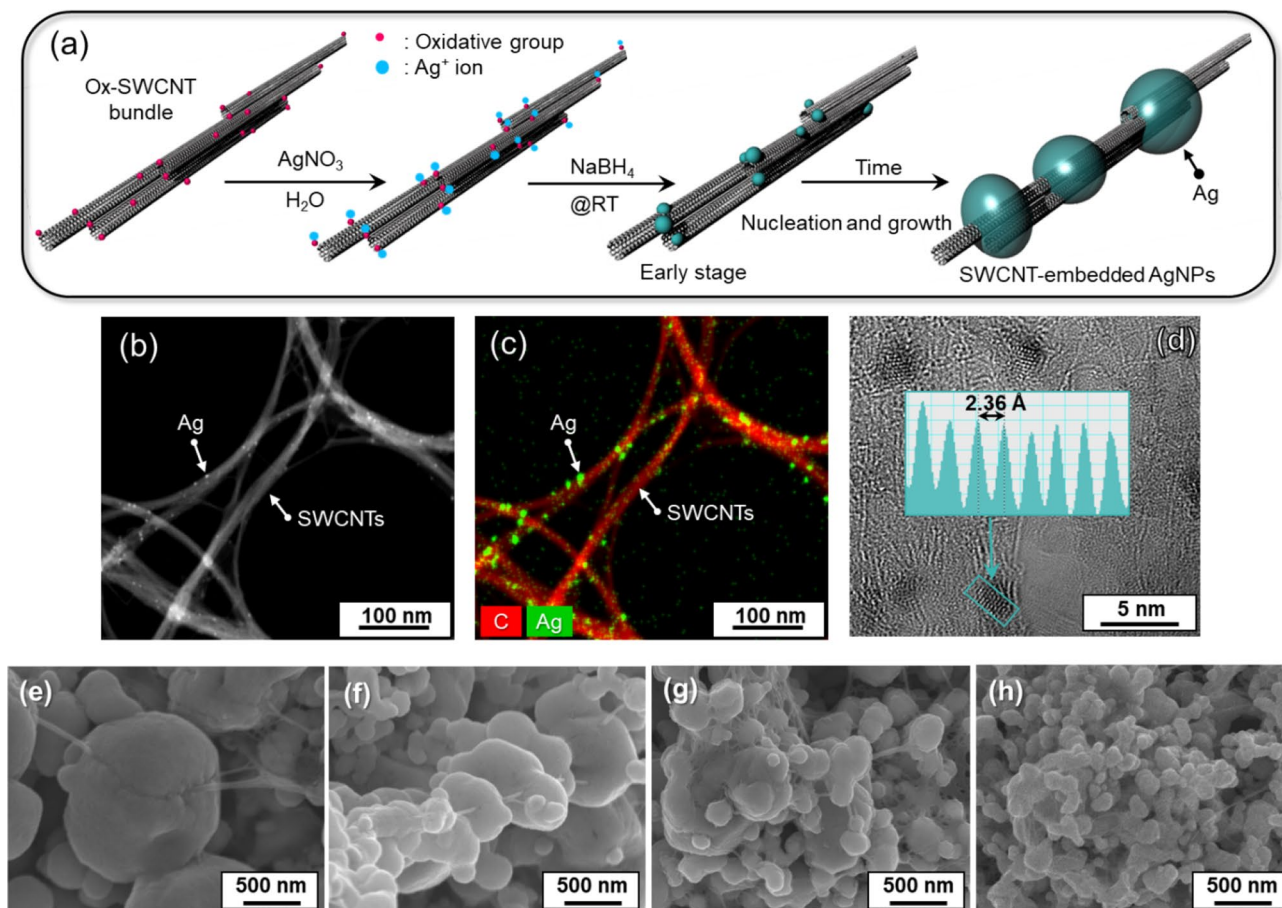 (a)
: Oxidative group
: Ag⁺ ion
Ox-SWCNT
bundle
AgNO₃
H₂O
NaBH₄
@RT
Early stage
Time
Nucleation and growth
Ag
SWCNT-embedded AgNPs
(b)
Ag
SWCNTs
100 nm
(c)
Ag
SWCNTs
C
Ag
100 nm
(d)
2.36 Å
5 nm
(e)
500 nm
(f)
500 nm
(g)
500 nm
(h)
500 nm